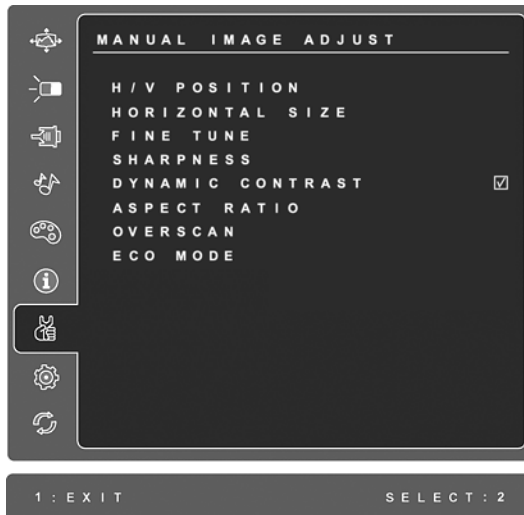 MANUAL IMAGE ADJUST
H/V POSITION
HORIZONTAL SIZE
FINE TUNE
SHARPNESS
DYNAMIC CONTRAST
ASPECT RATIO
OVERSCAN
ECO MODE
1:EXIT SELECT:2